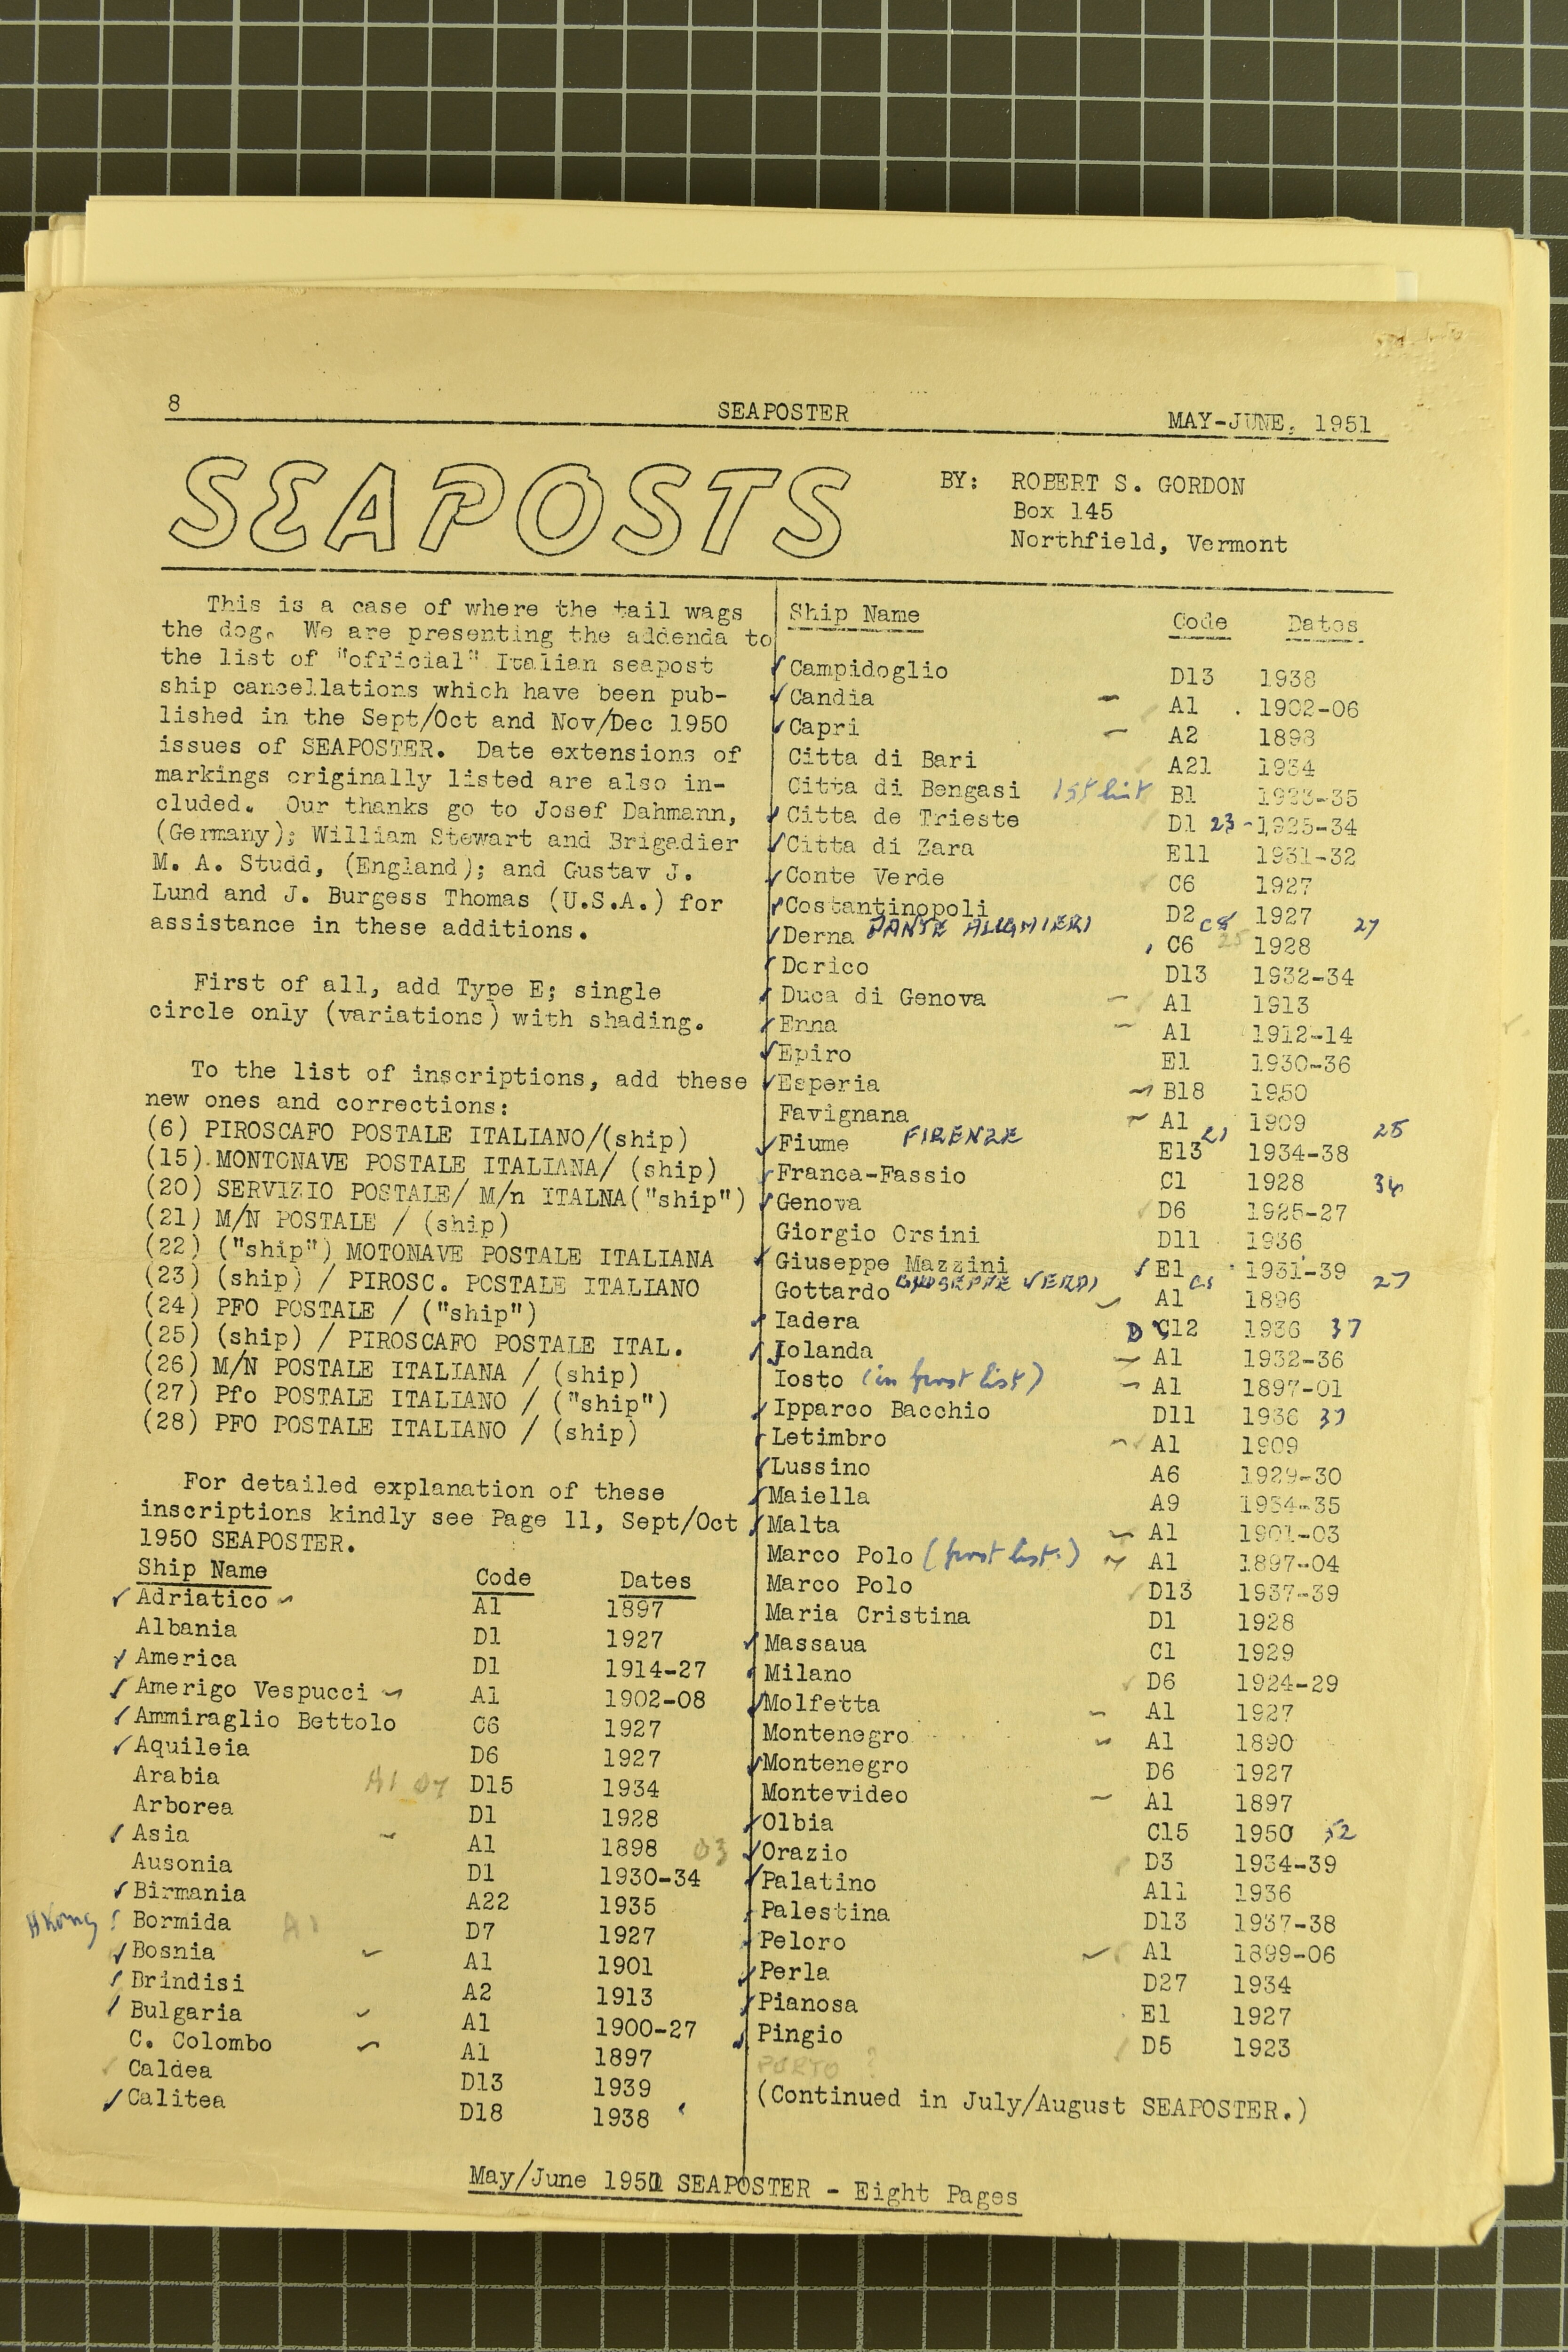 8 SEAPOSTER MAY-JUNE, 1951
SEAPOSTS
BY: ROBERT S. GORDON
Box 145
Northfield, Vermont
This is a case of where the tail wags
the dog. We are presenting the addenda to
the list of "official" Italian seapost
ship cancellations which have been pub-
lished in the Sept/Oct and Nov/Dec 1950
issues of SEAPOSTER. Date extensions of
markings originally listed are also in-
cluded. Our thanks go to Josef Dahmann,
(Germany); William Stewart and Brigadier
M. A. Studd, (England); and Gustav J.
Lund and J. Burgess Thomas (U.S.A.) for
assistance in these additions.
First of all, add Type E; single
circle only (variations) with shading.
To the list of inscriptions, add these
new ones and corrections:
(6) PIROSCAFO POSTALE ITALIANO/(ship)
(15) MONTONAVE POSTALE ITALIANA/ (ship)
(20) SERVIZIO POSTALE/ M/n ITALNA("ship")
(21) M/N POSTALE / (ship)
(22) ("ship") MOTONAVE POSTALE ITALIANA
(23) (ship) / PIROSC. POSTALE ITALIANO
(24) PFO POSTALE / ("ship")
(25) (ship) / PIROSCAFO POSTALE ITAL.
(26) M/N POSTALE ITALIANA / (ship)
(27) Pfo POSTALE ITALIANO / ("ship")
(28) PFO POSTALE ITALIANO / (ship)
For detailed explanation of these
inscriptions kindly see Page 11, Sept/Oct
1950 SEAPOSTER.
Ship Name Code Dates
✓ Adriatico A1 1897
Albania D1 1927
✓ America D1 1914-27
✓ Amerigo Vespucci A1 1902-08
✓ Ammiraglio Bettolo C6 1927
✓ Aquileia D6 1927
Arabia A1 07 D15 1934
Arborea D1 1928
✓ Asia A1 1898 03
Ausonia D1 1930-34
✓ Birmania A22 1935
HKong Bormida A1 D7 1927
✓ Bosnia A1 1901
✓ Brindisi A2 1913
✓ Bulgaria A1 1900-27
C. Colombo A1 1897
✓ Caldea D13 1939
✓ Calitea D18 1938
Ship Name Code Dates
✓ Campidoglio D13 1938
✓ Candia A1 1902-06
✓ Capri A2 1898
Citta di Bari A21 1934
Citta di Bengasi 1st list B1 1923-35
✓ Citta de Trieste D1 23- 1925-34
✓ Citta di Zara E11 1931-32
✓ Conte Verde C6 1927
✓ Costantinopoli D2 1927
DANTE ALIGHIERI C8 27
✓ Derna C6 25 1928
✓ Dorico D13 1932-34
✓ Duca di Genova A1 1913
✓ Enna A1 1912-14
✓ Epiro E1 1930-36
✓ Esperia B18 1950
Favignana A1 1909
FIRENZE 21 25
✓ Fiume E13 1934-38
✓ Franca-Fassio C1 1928 34
✓ Genova D6 1925-27
Giorgio Orsini D11 1936
✓ Giuseppe Mazzini E1 1931-39
GIUSEPPE VERDI 27
Gottardo A1 1896
✓ Iadera D C12 1936 37
✓ Iolanda A1 1932-36
Iosto (in first list) A1 1897-01
✓ Ipparco Bacchio D11 1936 37
✓ Letimbro A1 1909
✓ Lussino A6 1929-30
✓ Maiella A9 1934-35
✓ Malta A1 1901-03
Marco Polo (first list) A1 1897-04
Marco Polo D13 1937-39
Maria Cristina D1 1928
✓ Massaua C1 1929
✓ Milano D6 1924-29
✓ Molfetta A1 1927
Montenegro A1 1890
✓ Montenegro D6 1927
Montevideo A1 1897
✓ Olbia C15 1950 52
✓ Orazio D3 1934-39
✓ Palatino A11 1936
✓ Palestina D13 1937-38
✓ Peloro A1 1899-06
✓ Perla D27 1934
✓ Pianosa E1 1927
✓ Pingio D5 1923
PORTO ?
(Continued in July/August SEAPOSTER.)
May/June 1951 SEAPOSTER - Eight Pages